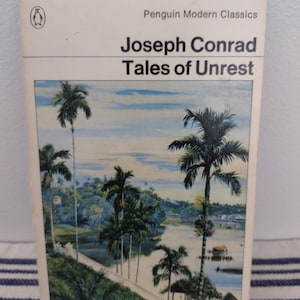 Penguin Modern Classics
Joseph Conrad
Tales of Unrest